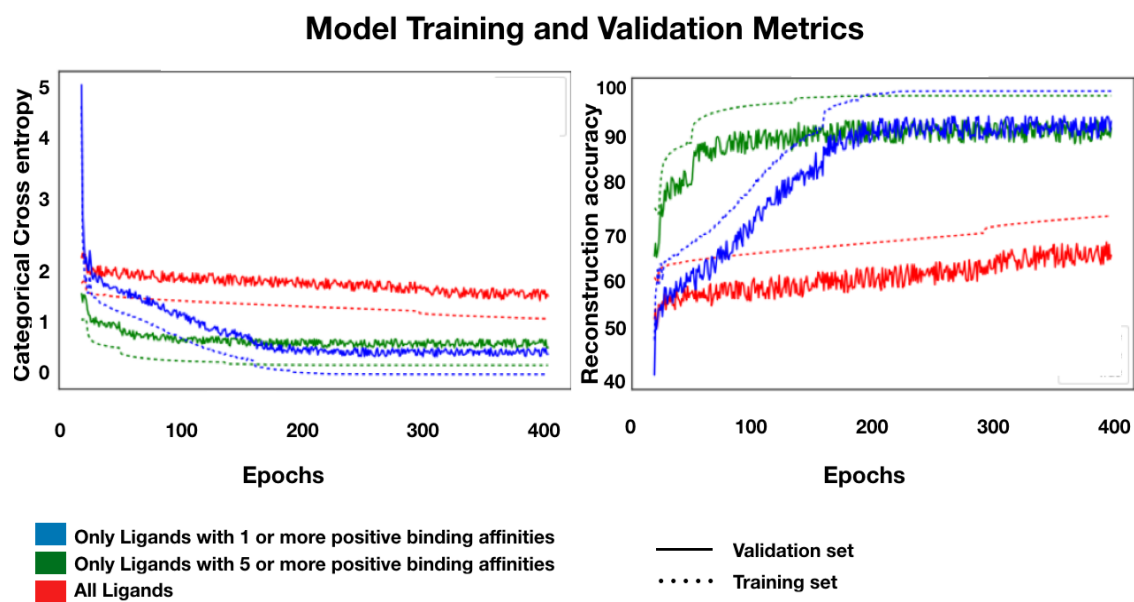 Model Training and Validation Metrics
Categorical Cross entropy
5
4
3
2
1
0
0 100 200 300 400
Epochs
Reconstruction accuracy
100
90
80
70
60
50
40
0 100 200 300 400
Epochs
Only Ligands with 1 or more positive binding affinities
Only Ligands with 5 or more positive binding affinities
All Ligands
Validation set
Training set